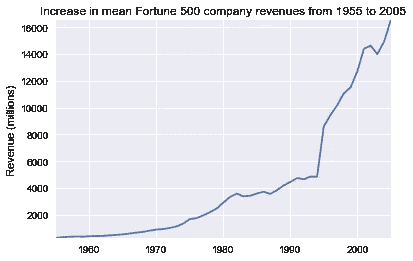 Increase in mean Fortune 500 company revenues from 1955 to 2005
16000
14000
12000
10000
8000
6000
4000
2000
Revenue (millions)
1960 1970 1980 1990 2000